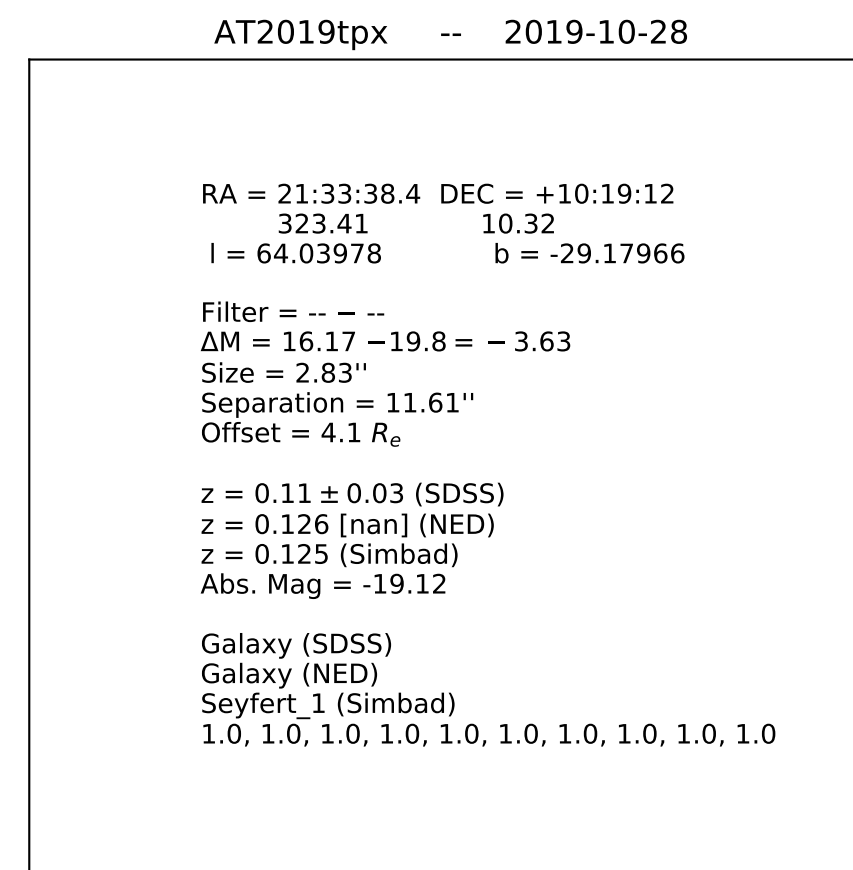 AT2019tpx -- 2019-10-28
RA = 21:33:38.4 DEC = +10:19:12
323.41 10.32
l = 64.03978 b = -29.17966
Filter = -- − --
ΔM = 16.17 −19.8 = − 3.63
Size = 2.83''
Separation = 11.61''
Offset = 4.1 Re
z = 0.11 ± 0.03 (SDSS)
z = 0.126 [nan] (NED)
z = 0.125 (Simbad)
Abs. Mag = -19.12
Galaxy (SDSS)
Galaxy (NED)
Seyfert_1 (Simbad)
1.0, 1.0, 1.0, 1.0, 1.0, 1.0, 1.0, 1.0, 1.0, 1.0